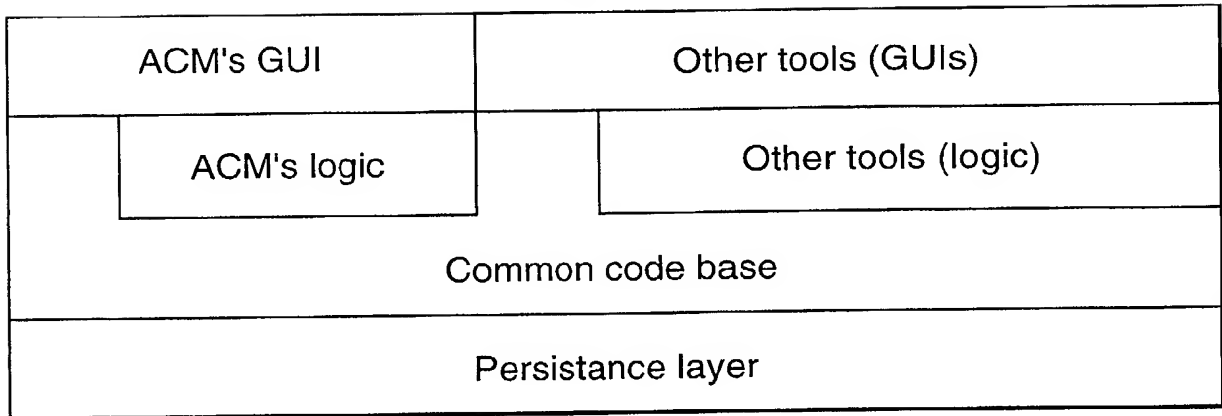 ACM's GUI
Other tools (GUIs)
ACM's logic
Other tools (logic)
Common code base
Persistance layer